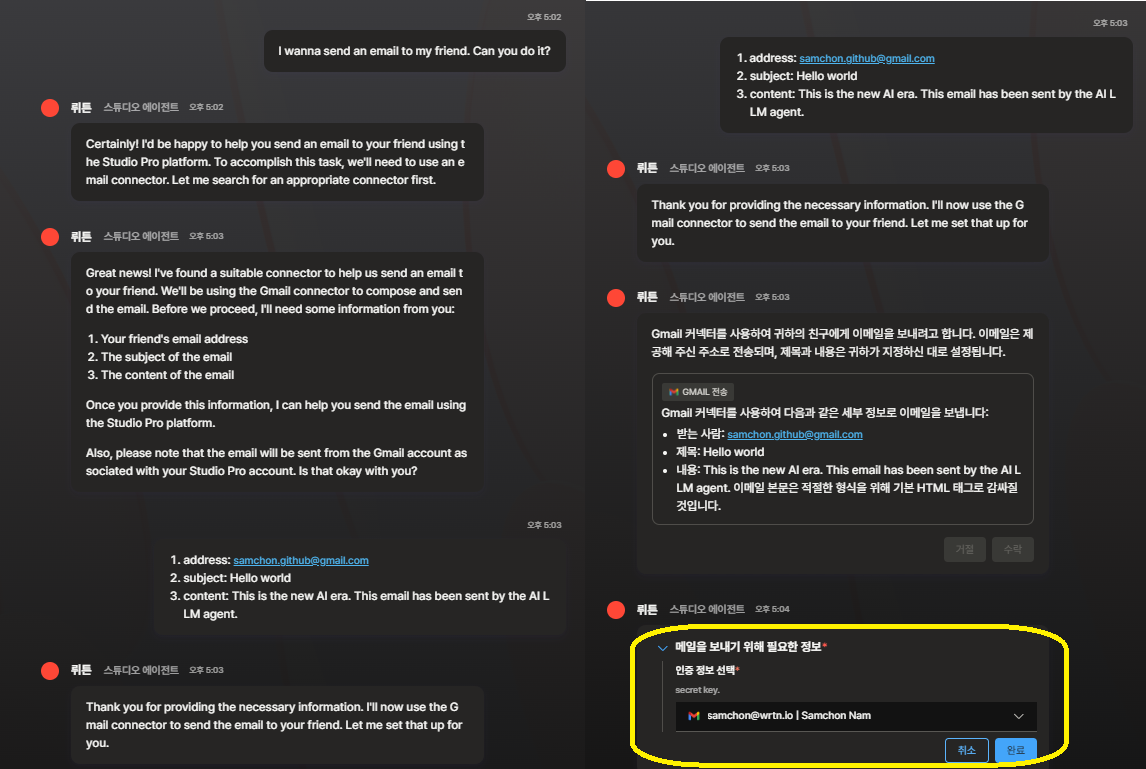 오후 5:02
I wanna send an email to my friend. Can you do it?
뤼튼 스튜디오 에이전트 오후 5:02
Certainly! I'd be happy to help you send an email to your friend using t
he Studio Pro platform. To accomplish this task, we'll need to use an e
mail connector. Let me search for an appropriate connector first.
뤼튼 스튜디오 에이전트 오후 5:03
Great news! I've found a suitable connector to help us send an email t
o your friend. We'll be using the Gmail connector to compose and sen
d the email. Before we proceed, I'll need some information from you:
1. Your friend's email address
2. The subject of the email
3. The content of the email
Once you provide this information, I can help you send the email using
the Studio Pro platform.
Also, please note that the email will be sent from the Gmail account as
sociated with your Studio Pro account. Is that okay with you?
오후 5:03
1. address: samchon.github@gmail.com
2. subject: Hello world
3. content: This is the new AI era. This email has been sent by the AI L
LM agent.
뤼튼 스튜디오 에이전트 오후 5:03
Thank you for providing the necessary information. I'll now use the G
mail connector to send the email to your friend. Let me set that up for
you.
오후 5:03
1. address: samchon.github@gmail.com
2. subject: Hello world
3. content: This is the new AI era. This email has been sent by the AI L
LM agent.
뤼튼 스튜디오 에이전트 오후 5:03
Thank you for providing the necessary information. I'll now use the G
mail connector to send the email to your friend. Let me set that up for
you.
뤼튼 스튜디오 에이전트 오후 5:03
Gmail 커넥터를 사용하여 귀하의 친구에게 이메일을 보내려고 합니다. 이메일은 제
공해 주신 주소로 전송되며, 제목과 내용은 귀하가 지정하신 대로 설정됩니다.
GMAIL 전송
Gmail 커넥터를 사용하여 다음과 같은 세부 정보로 이메일을 보냅니다:
• 받는 사람: samchon.github@gmail.com
• 제목: Hello world
• 내용: This is the new AI era. This email has been sent by the AI L
LM agent. 이메일 본문은 적절한 형식을 위해 기본 HTML 태그로 감싸질
것입니다.
거절 수락
뤼튼 스튜디오 에이전트 오후 5:04
메일을 보내기 위해 필요한 정보*
인증 정보 선택*
secret key.
samchon@wrtn.io | Samchon Nam
취소 완료